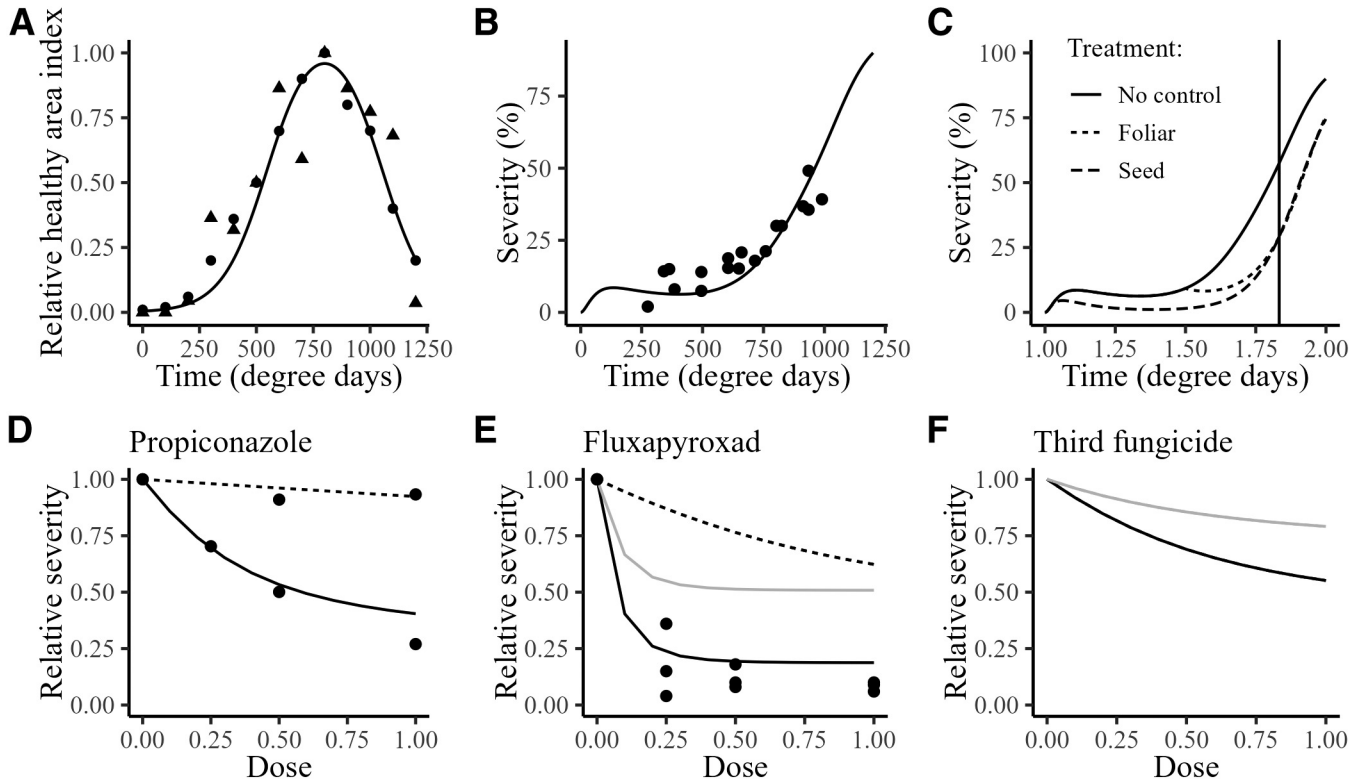 A
Relative healthy area index
1.00
0.75
0.50
0.25
0.00
0 250 500 750 1000 1250
Time (degree days)
B
Severity (%)
75
50
25
0
0 250 500 750 1000 1250
Time (degree days)
C
Severity (%)
100
75
50
25
0
Treatment:
No control
Foliar
Seed
1.00 1.25 1.50 1.75 2.00
Time (degree days)
D
Propiconazole
Relative severity
1.00
0.75
0.50
0.25
0.00
0.00 0.25 0.50 0.75 1.00
Dose
E
Fluxapyroxad
Relative severity
1.00
0.75
0.50
0.25
0.00
0.00 0.25 0.50 0.75 1.00
Dose
F
Third fungicide
Relative severity
1.00
0.75
0.50
0.25
0.00
0.00 0.25 0.50 0.75 1.00
Dose